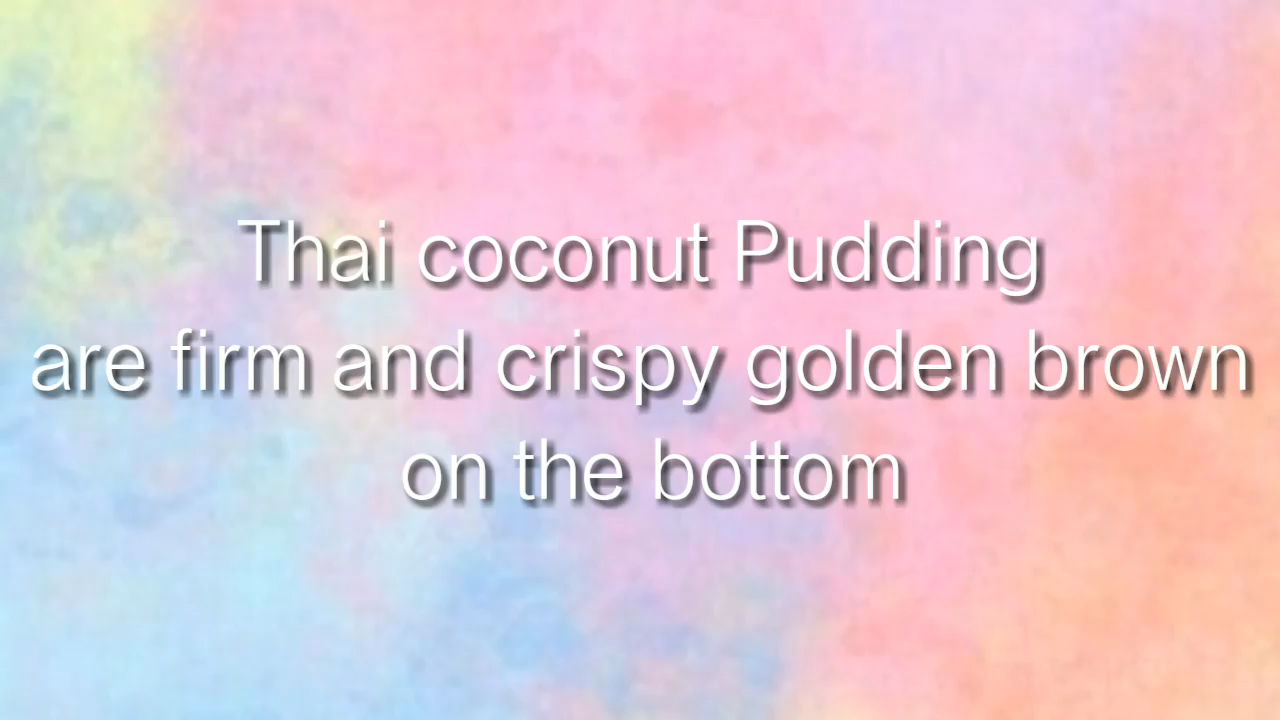 Thai coconut Pudding
are firm and crispy golden brown
on the bottom